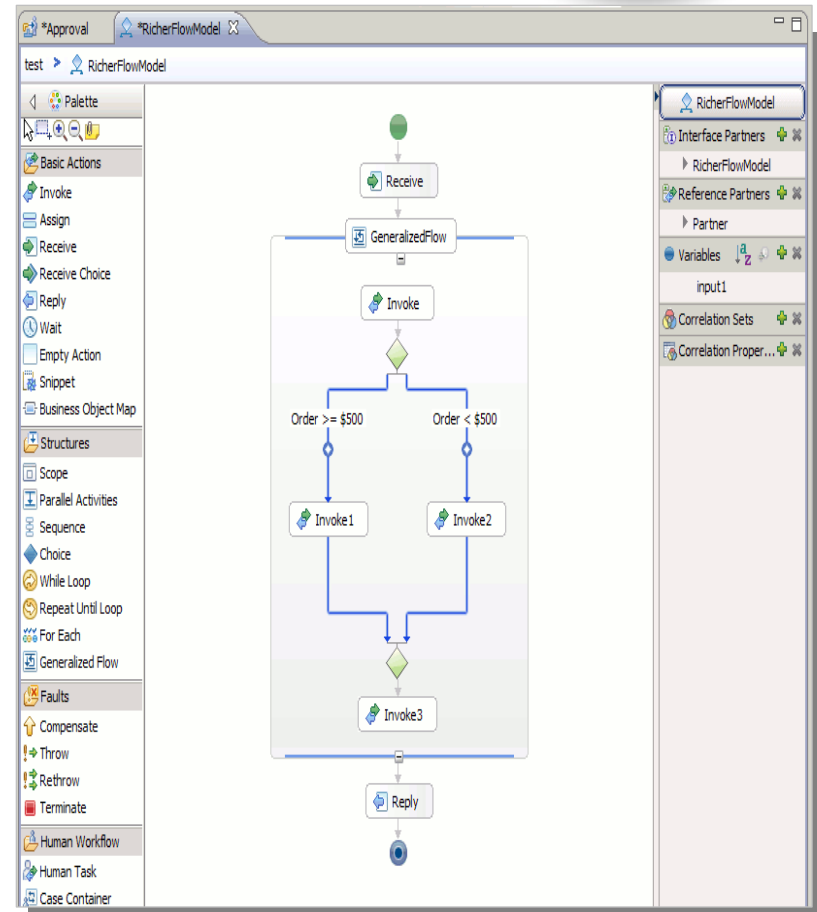 *Approval
*RicherFlowModel
test > RicherFlowModel
Palette
Basic Actions
Invoke
Assign
Receive
Receive Choice
Reply
Wait
Empty Action
Snippet
Business Object Map
Structures
Scope
Parallel Activities
Sequence
Choice
While Loop
Repeat Until Loop
For Each
Generalized Flow
Faults
Compensate
Throw
Rethrow
Terminate
Human Workflow
Human Task
Case Container
Receive
GeneralizedFlow
Invoke
Order >= $500
Order < $500
Invoke1
Invoke2
Invoke3
Reply
RicherFlowModel
Interface Partners
RicherFlowModel
Reference Partners
Partner
Variables
input1
Correlation Sets
Correlation Proper...